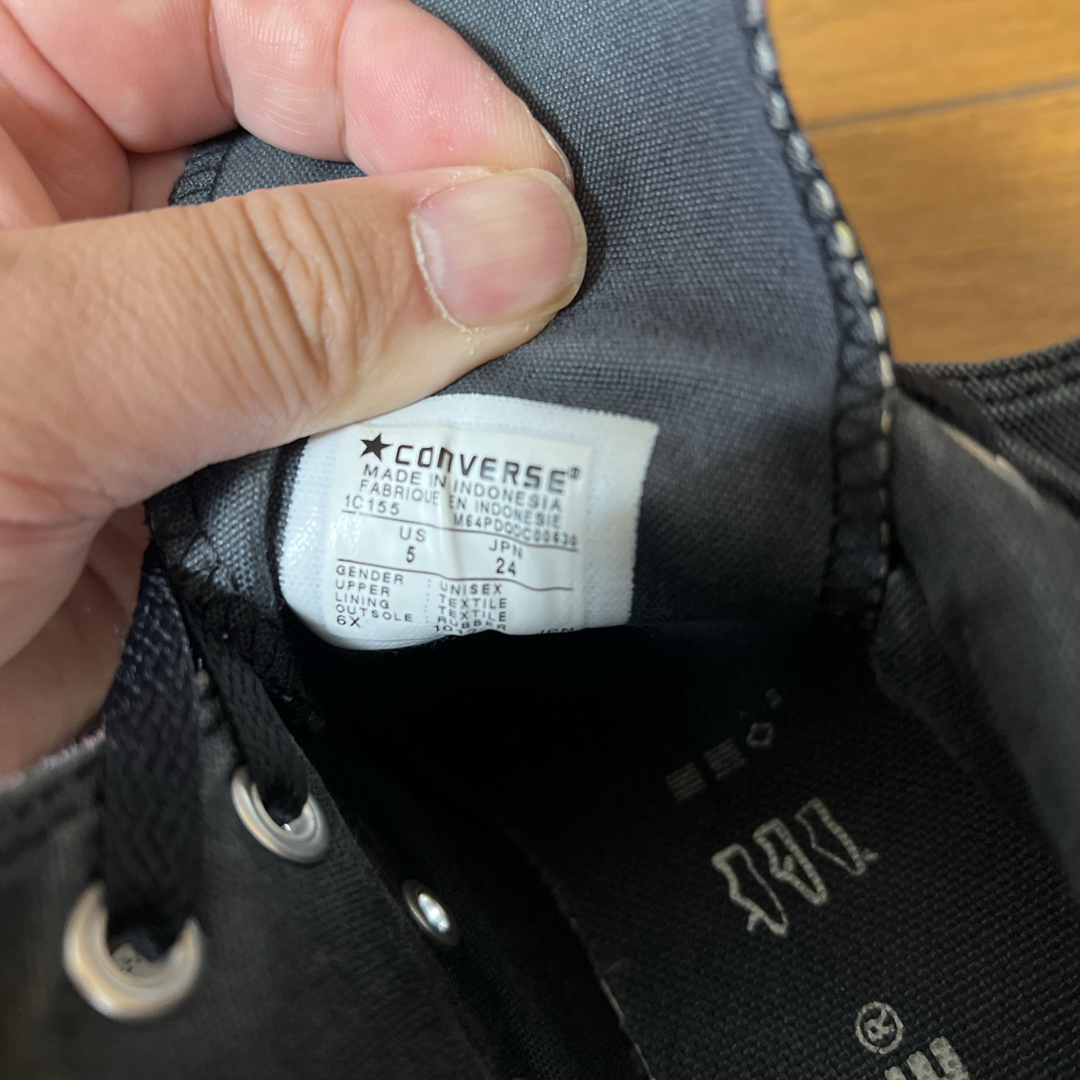 ★CONVERSE®
MADE IN INDONESIA
FABRIQUE EN INDONESIE
1C155
US JPN
5 24
GENDER : UNISEX
UPPER : TEXTILE
LINING : TEXTILE
OUTSOLE : RUBBER
6X
®